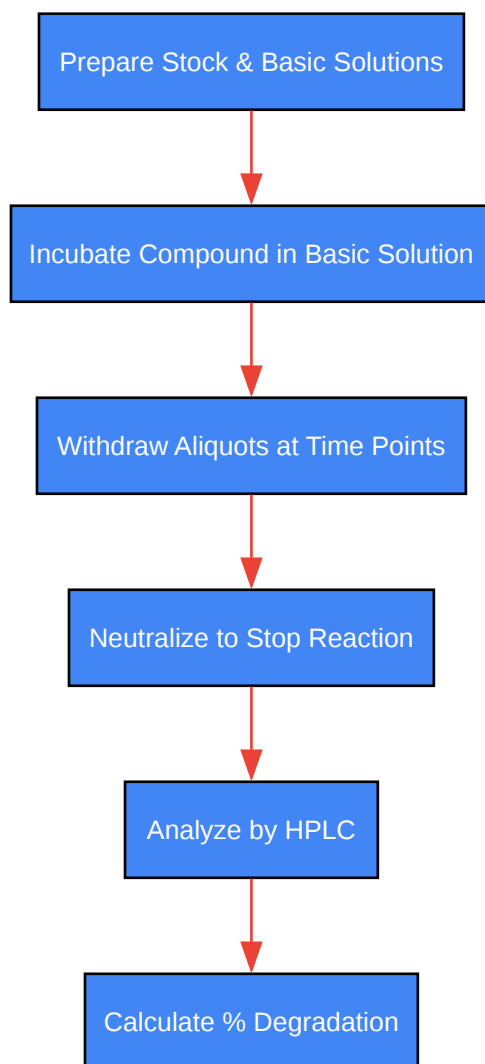 Prepare Stock & Basic Solutions
Incubate Compound in Basic Solution
Withdraw Aliquots at Time Points
Neutralize to Stop Reaction
Analyze by HPLC
Calculate % Degradation